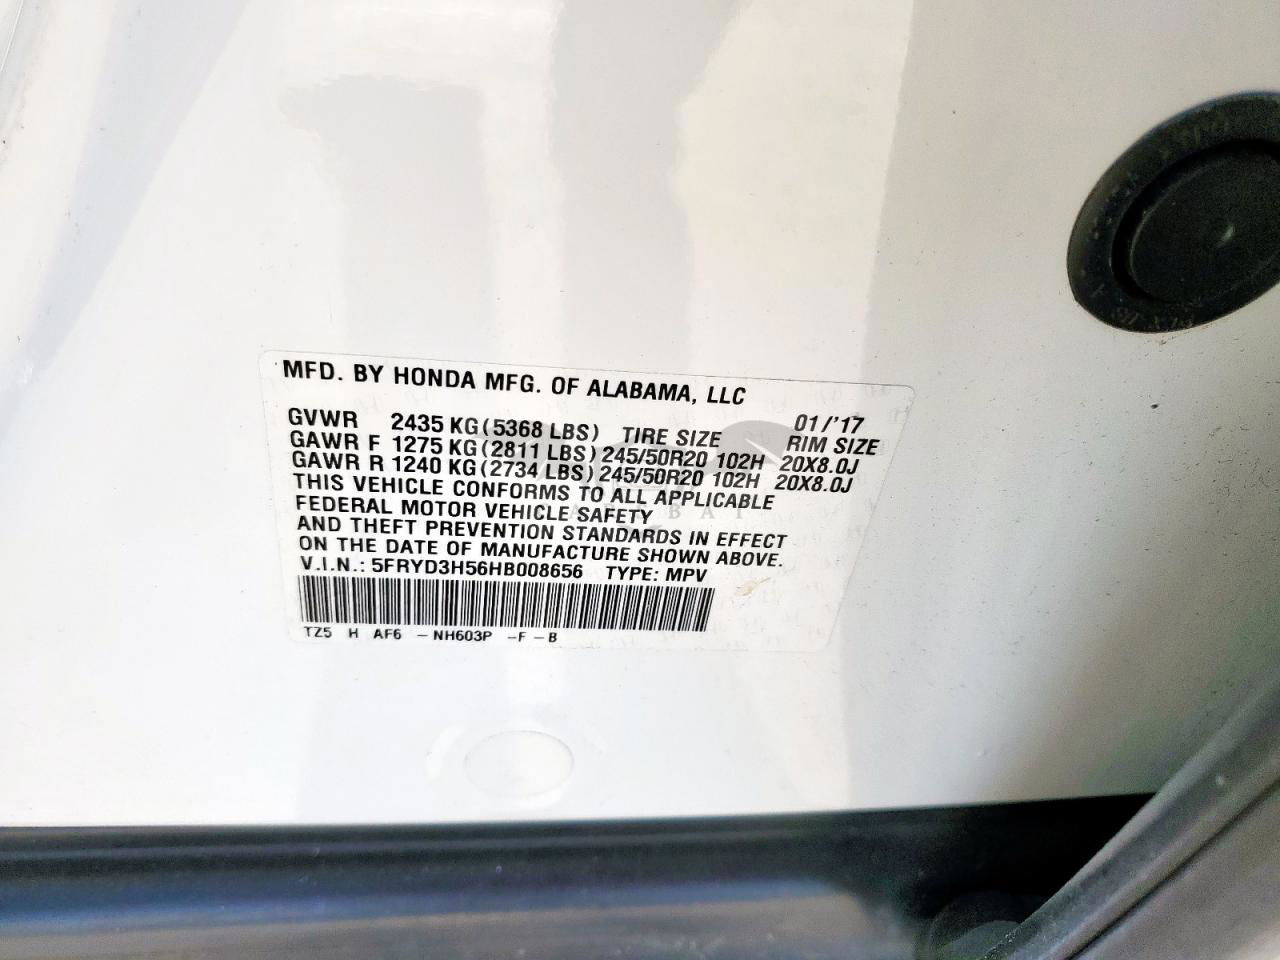 MFD. BY HONDA MFG. OF ALABAMA, LLC
01/'17
GVWR 2435 KG(5368 LBS) TIRE SIZE RIM SIZE
GAWR F 1275 KG(2811 LBS)245/50R20 102H 20X8.0J
GAWR R 1240 KG(2734 LBS)245/50R20 102H 20X8.0J
THIS VEHICLE CONFORMS TO ALL APPLICABLE
FEDERAL MOTOR VEHICLE SAFETY
AND THEFT PREVENTION STANDARDS IN EFFECT
ON THE DATE OF MANUFACTURE SHOWN ABOVE.
V.I.N.: 5FRYD3H56HB008656 TYPE: MPV
TZ5 H AF6 -NH603P -F-B